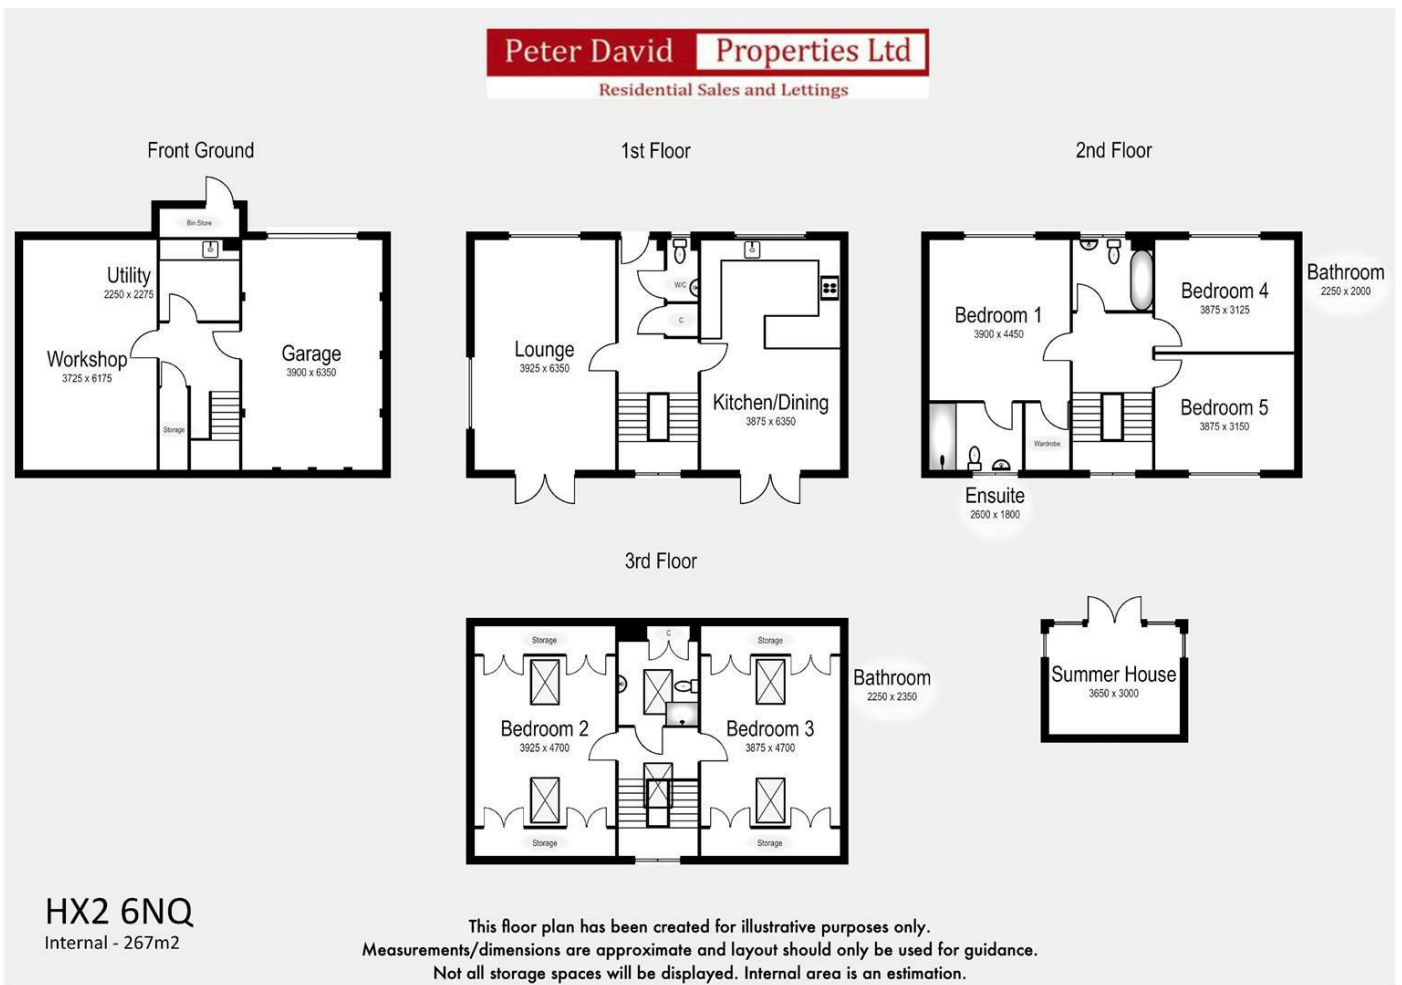 Peter David Properties Ltd
Residential Sales and Lettings
Front Ground
Bin Store
Utility
2250 x 2275
Workshop
3725 x 6175
Garage
3900 x 6350
Storage
1st Floor
W/C
C
Lounge
3925 x 6350
Kitchen/Dining
3875 x 6350
2nd Floor
Bedroom 1
3900 x 4450
Bedroom 4
3875 x 3125
Bathroom
2250 x 2000
Bedroom 5
3875 x 3150
Wardrobe
Ensuite
2600 x 1800
3rd Floor
Storage
C
Storage
Bathroom
2250 x 2350
Bedroom 2
3925 x 4700
Bedroom 3
3875 x 4700
Storage
Storage
Summer House
3650 x 3000
HX2 6NQ
Internal - 267m2
This floor plan has been created for illustrative purposes only.
Measurements/dimensions are approximate and layout should only be used for guidance.
Not all storage spaces will be displayed. Internal area is an estimation.